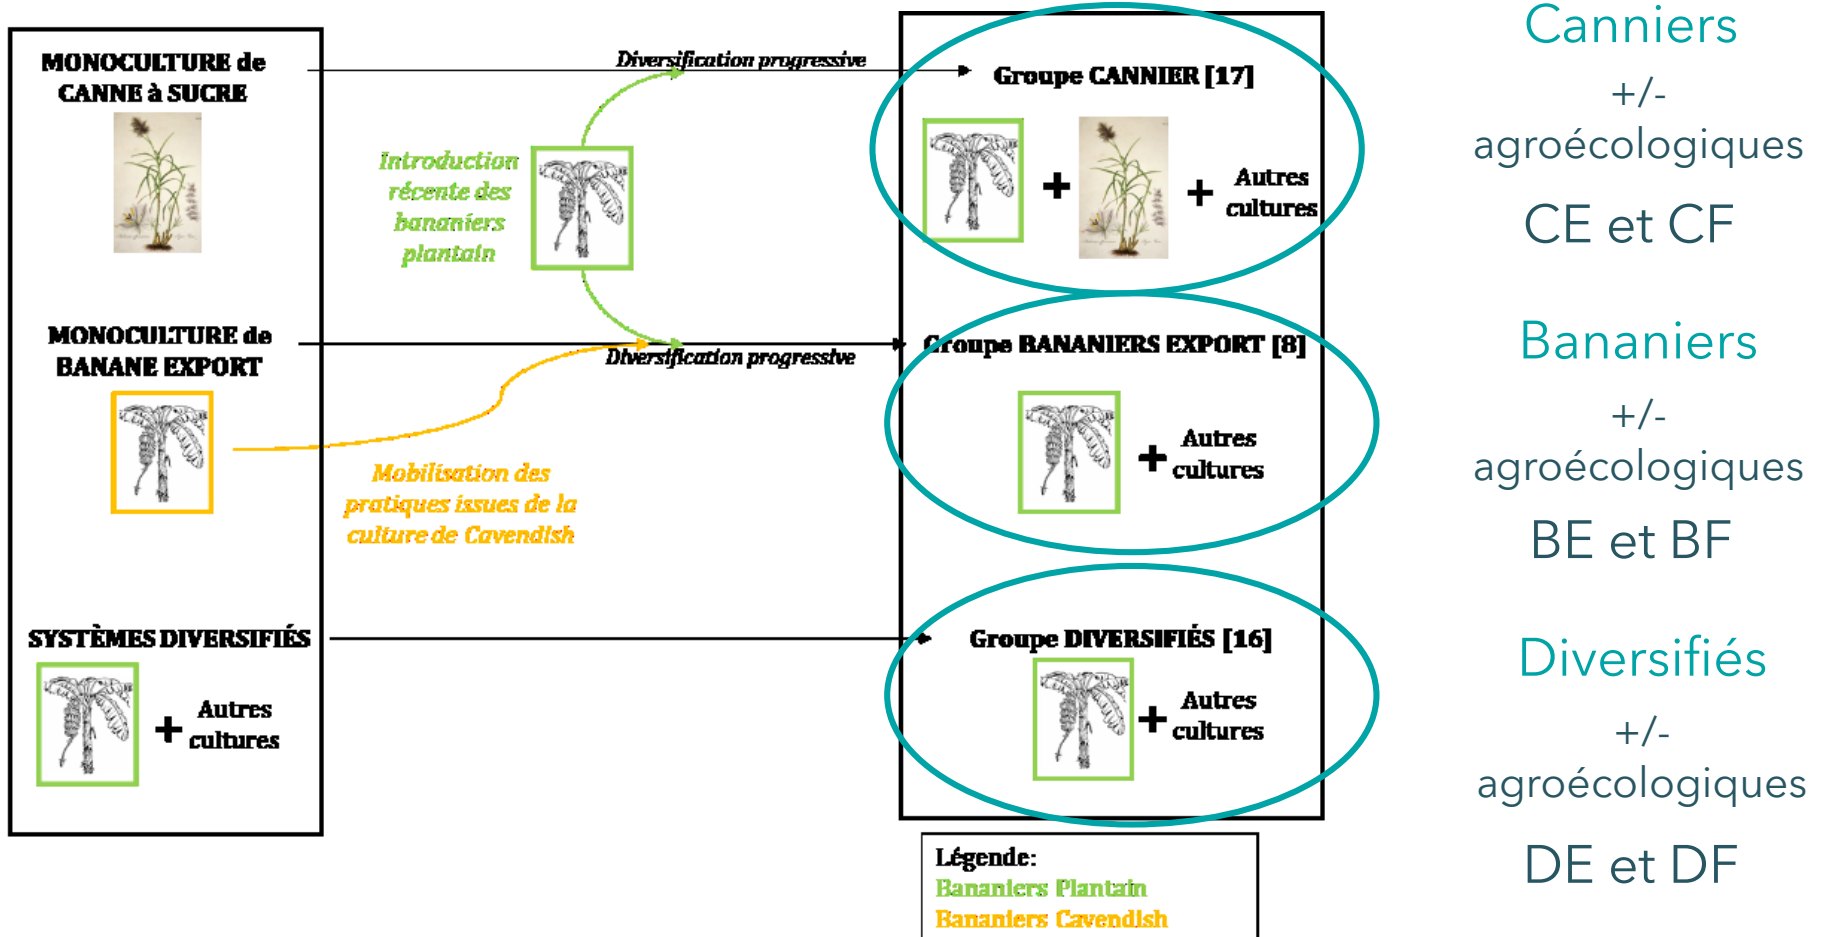 MONOCULTURE de
CANNE à SUCRE
MONOCULTURE de
BANANE EXPORT
SYSTÈMES DIVERSIFIÉS
+
Autres
cultures
Diversification progressive
Introduction
récente des
bananiers
plantain
Diversification progressive
Mobilisation des
pratiques issues de la
culture de Cavendish
Groupe CANNIER [17]
+
+
Autres
cultures
Groupe BANANIERS EXPORT [8]
+
Autres
cultures
Groupe DIVERSIFIÉS [16]
+
Autres
cultures
Légende:
Bananiers Plantain
Bananiers Cavendish
Canniers
+/-
agroécologiques
CE et CF
Bananiers
+/-
agroécologiques
BE et BF
Diversifiés
+/-
agroécologiques
DE et DF